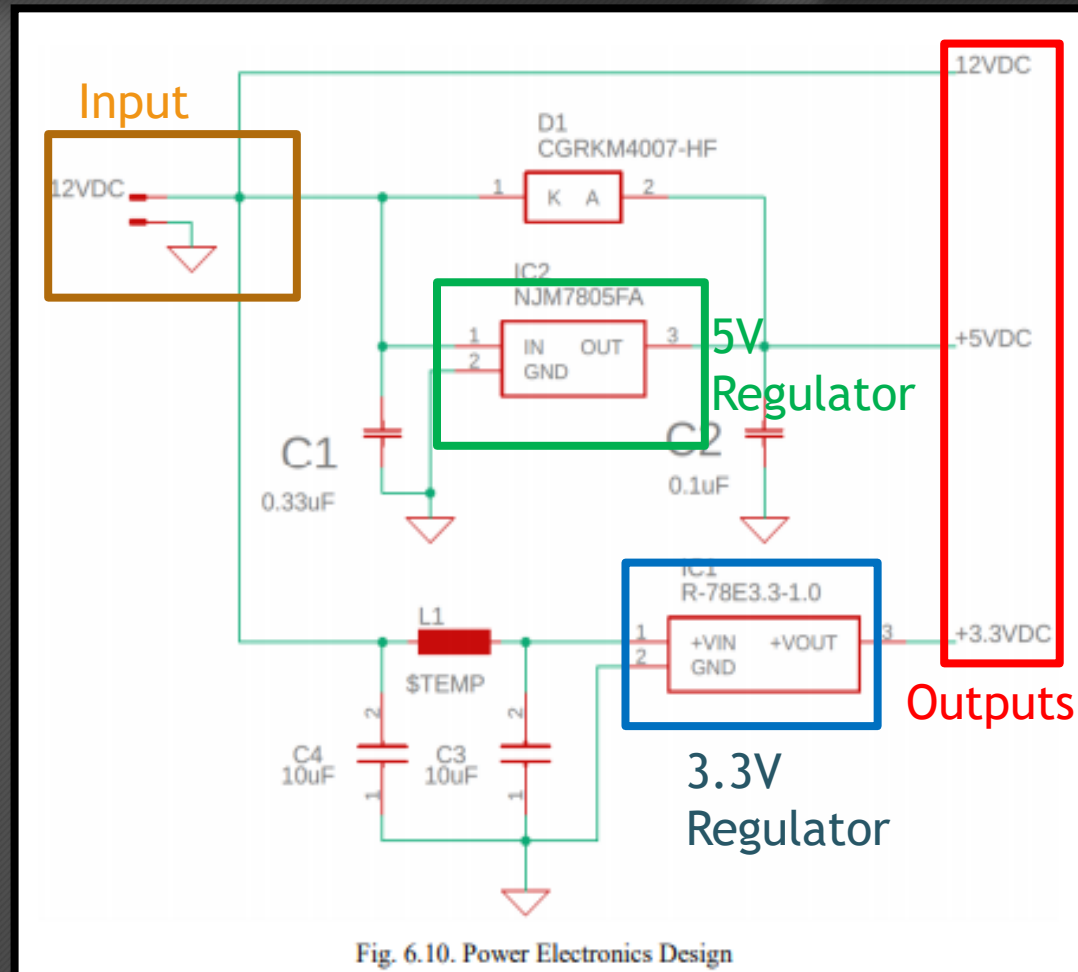 Input
12VDC
12VDC
D1
CGRKM4007-HF
1
K A
2
IC2
NJM7805FA
1
2
IN OUT
GND
3
5V
Regulator
+5VDC
C1
0.33uF
C2
0.1uF
IC1
R-78E3.3-1.0
L1
$TEMP
1
2
+VIN +VOUT
GND
3
+3.3VDC
Outputs
2
2
C4
10uF
C3
10uF
1
1
3.3V
Regulator
Fig. 6.10. Power Electronics Design